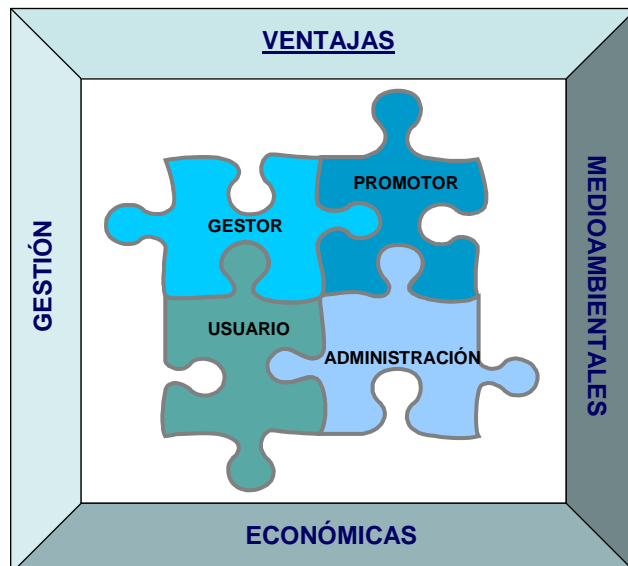 VENTAJAS
PROMOTOR
GESTOR
GESTIÓN
MEDIOAMBIENTALES
USUARIO
ADMINISTRACIÓN
ECONÓMICAS